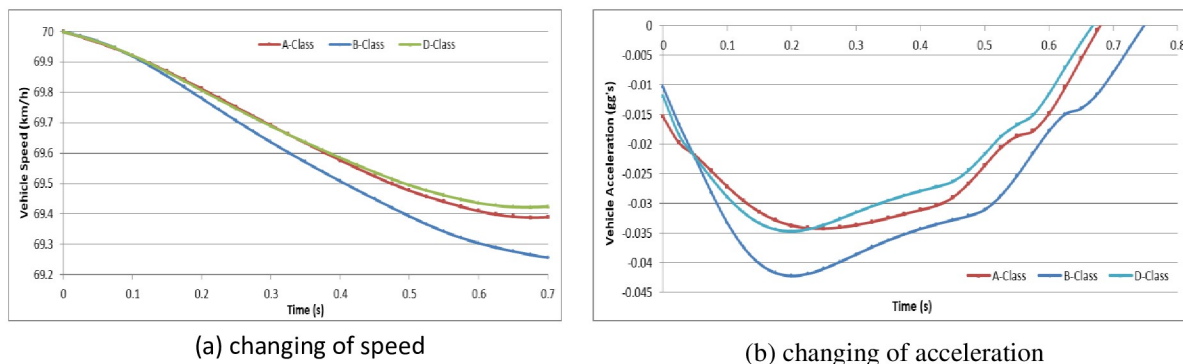 70
69.9
69.8
69.7
69.6
69.5
69.4
69.3
69.2
Vehicle Speed (km/h)
A-Class B-Class D-Class
0 0.1 0.2 0.3 0.4 0.5 0.6 0.7
Time (s)
(a) changing of speed
0
-0.005
-0.01
-0.015
-0.02
-0.025
-0.03
-0.035
-0.04
-0.045
Vehicle Acceleration (gg's)
0 0.1 0.2 0.3 0.4 0.5 0.6 0.7 0.8
A-Class B-Class D-Class
Time (s)
(b) changing of acceleration